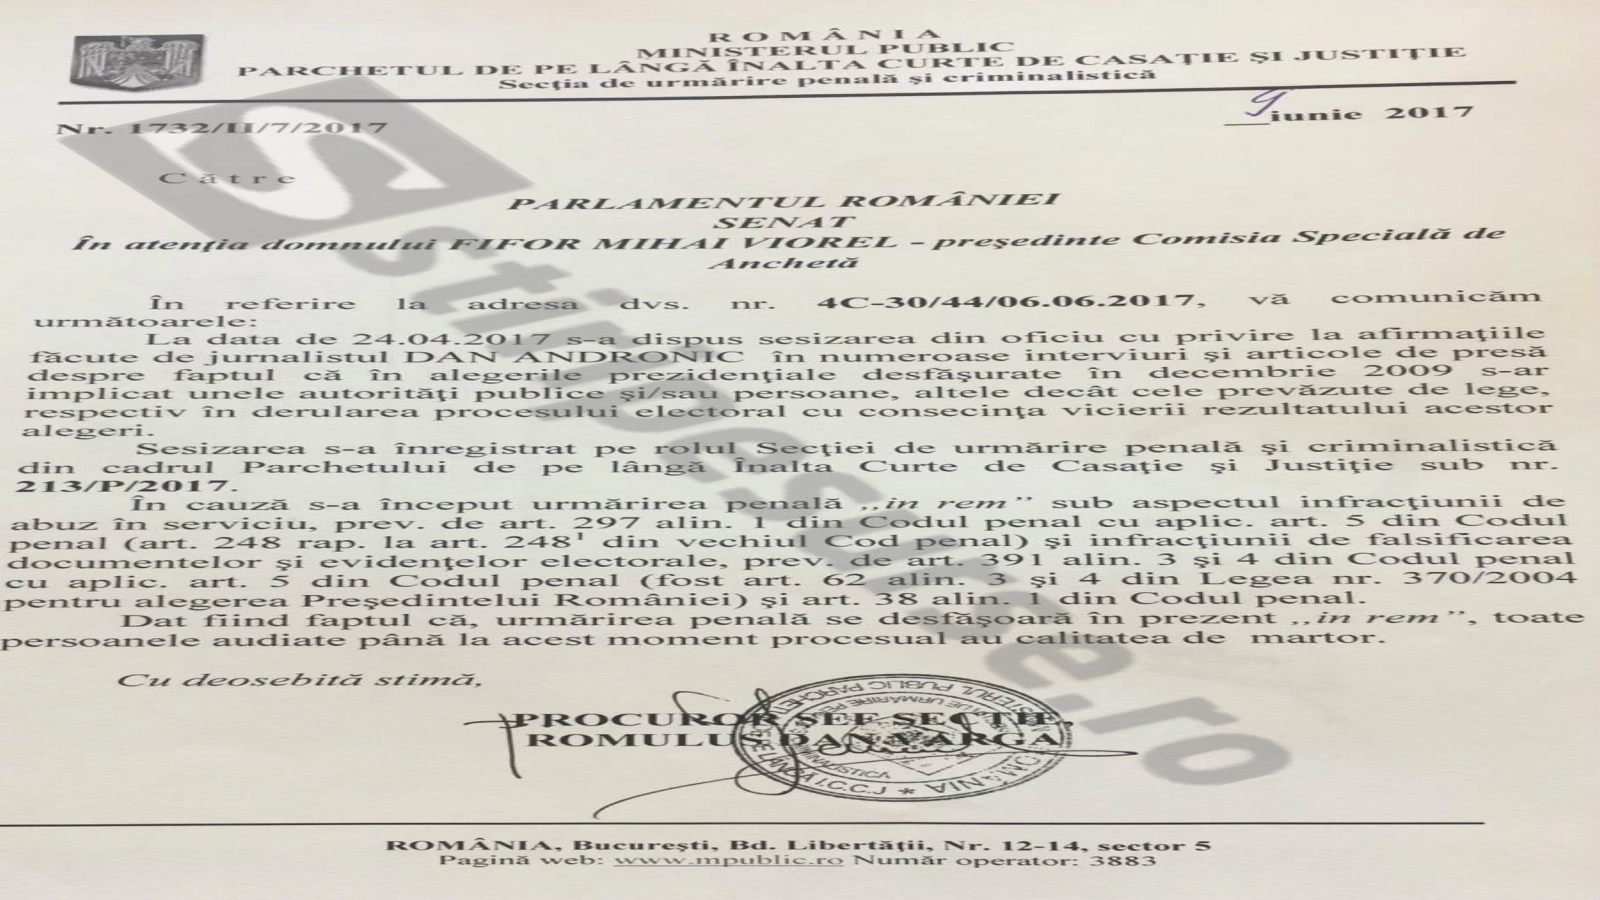 ROMÂNIA
MINISTERUL PUBLIC
PARCHETUL DE PE LÂNGĂ ÎNALTA CURTE DE CASAŢIE ŞI JUSTIŢIE
Secţia de urmărire penală şi criminalistică
Nr. 1732/II/7/2017
9 iunie 2017
Către
PARLAMENTUL ROMÂNIEI
SENAT
În atenţia domnului FIFOR MIHAI VIOREL - preşedinte Comisia Specială de
Anchetă
În referire la adresa dvs. nr. 4C-30/44/06.06.2017, vă comunicăm
următoarele:
La data de 24.04.2017 s-a dispus sesizarea din oficiu cu privire la afirmaţiile
făcute de jurnalistul DAN ANDRONIC în numeroase interviuri şi articole de presă
despre faptul că în alegerile prezidenţiale desfăşurate în decembrie 2009 s-ar
implicat unele autorităţi publice şi/sau persoane, altele decât cele prevăzute de lege,
respectiv în derularea procesului electoral cu consecinţa vicierii rezultatului acestor
alegeri.
Sesizarea s-a înregistrat pe rolul Secţiei de urmărire penală şi criminalistică
din cadrul Parchetului de pe lângă Înalta Curte de Casaţie şi Justiţie sub nr.
213/P/2017.
În cauză s-a început urmărirea penală ,,in rem” sub aspectul infracţiunii de
abuz în serviciu, prev. de art. 297 alin. 1 din Codul penal cu aplic. art. 5 din Codul
penal (art. 248 rap. la art. 248¹ din vechiul Cod penal) şi infracţiunii de falsificarea
documentelor şi evidenţelor electorale, prev. de art. 391 alin. 3 şi 4 din Codul penal
cu aplic. art. 5 din Codul penal (fost art. 62 alin. 3 şi 4 din Legea nr. 370/2004
pentru alegerea Preşedintelui României) şi art. 38 alin. 1 din Codul penal.
Dat fiind faptul că, urmărirea penală se desfăşoară în prezent ,,in rem”, toate
persoanele audiate până la acest moment procesual au calitatea de martor.
Cu deosebită stimă,
PROCUROR ŞEF SECŢIE,
ROMULUS DAN VARGA
ROMÂNIA, Bucureşti, Bd. Libertăţii, Nr. 12-14, sector 5
Pagină web: www.mpublic.ro Număr operator: 3883
S
stiripesurse.ro